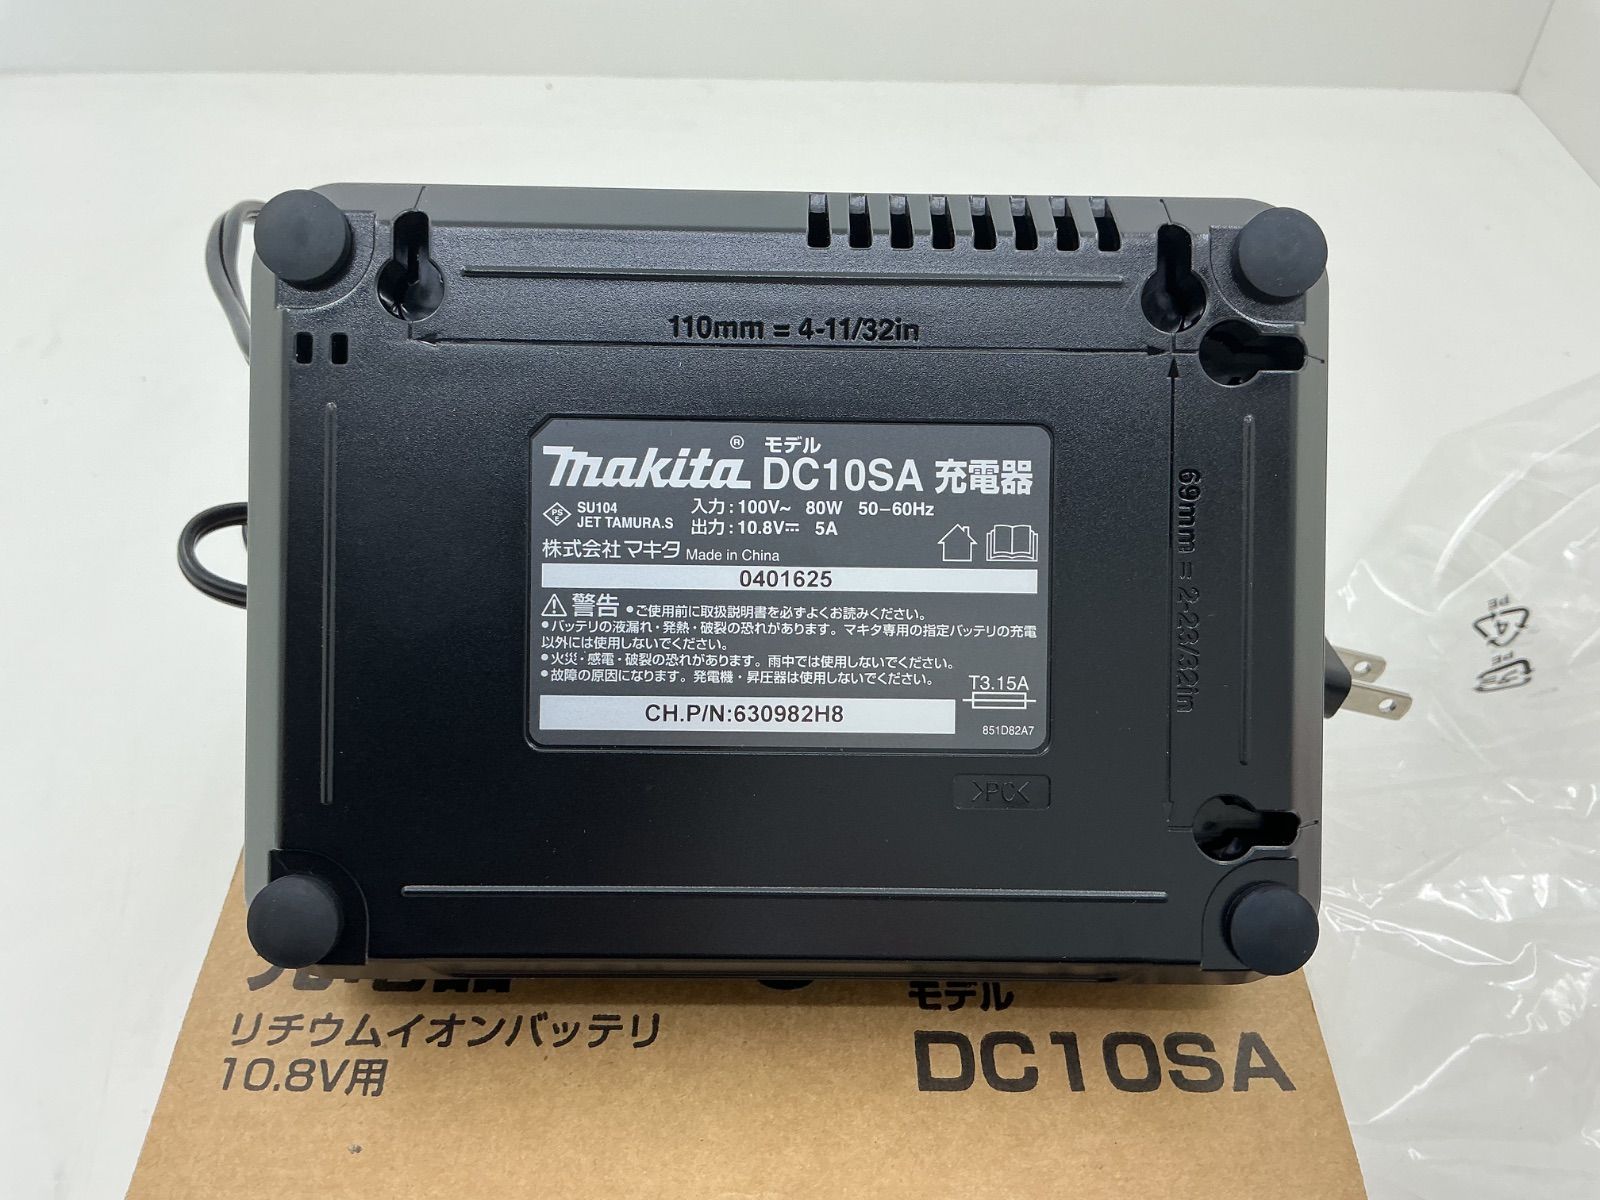 110mm = 4-11/32in
69mm = 2-23/32in
makita® モデル DC10SA 充電器
PS E SU104
JET TAMURA.S
入力:100V~ 80W 50-60Hz
出力:10.8V⎓ 5A
株式会社マキタ Made in China
0401625
警告 •ご使用前に取扱説明書を必ずよくお読みください。
•バッテリの液漏れ・発熱・破裂の恐れがあります。マキタ専用の指定バッテリの充電
以外には使用しないでください。
•火災・感電・破裂の恐れがあります。雨中では使用しないでください。
•故障の原因になります。発電機・昇圧器は使用しないでください。
T3.15A
CH.P/N:630982H8
851D82A7
>PC<
リチウムイオンバッテリ
10.8V用
モデル
DC10SA
4
PE
PE